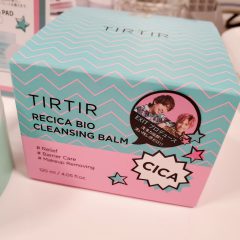 PAD
TIRTIR
RECICA BIO
CLEANSING BALM
# Relief
# Barrier Care
# Makeup Removing
120 ml / 4.05 fl.oz.
CICA
TIRTIR